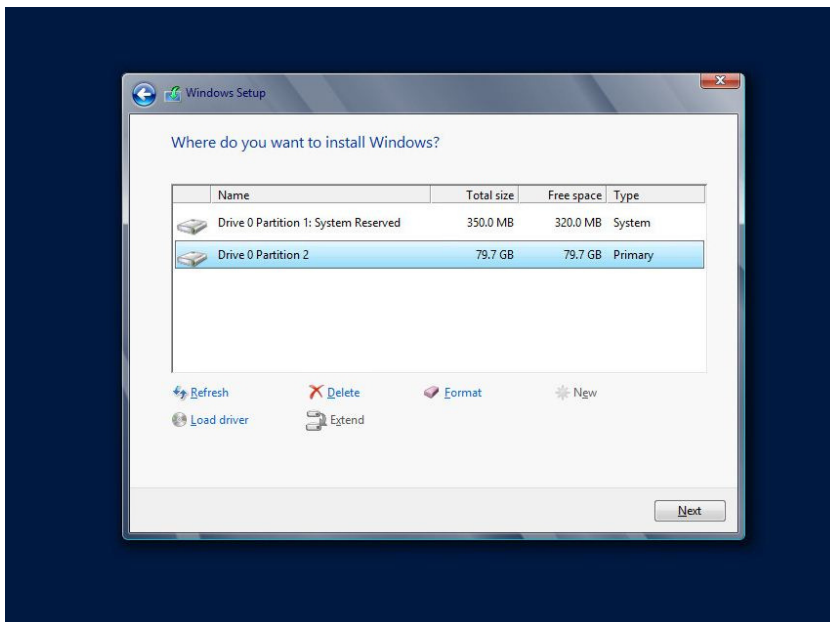 Windows Setup
Where do you want to install Windows?
Name Total size Free space Type
Drive 0 Partition 1: System Reserved 350.0 MB 320.0 MB System
Drive 0 Partition 2 79.7 GB 79.7 GB Primary
Refresh Delete Format New
Load driver Extend
Next